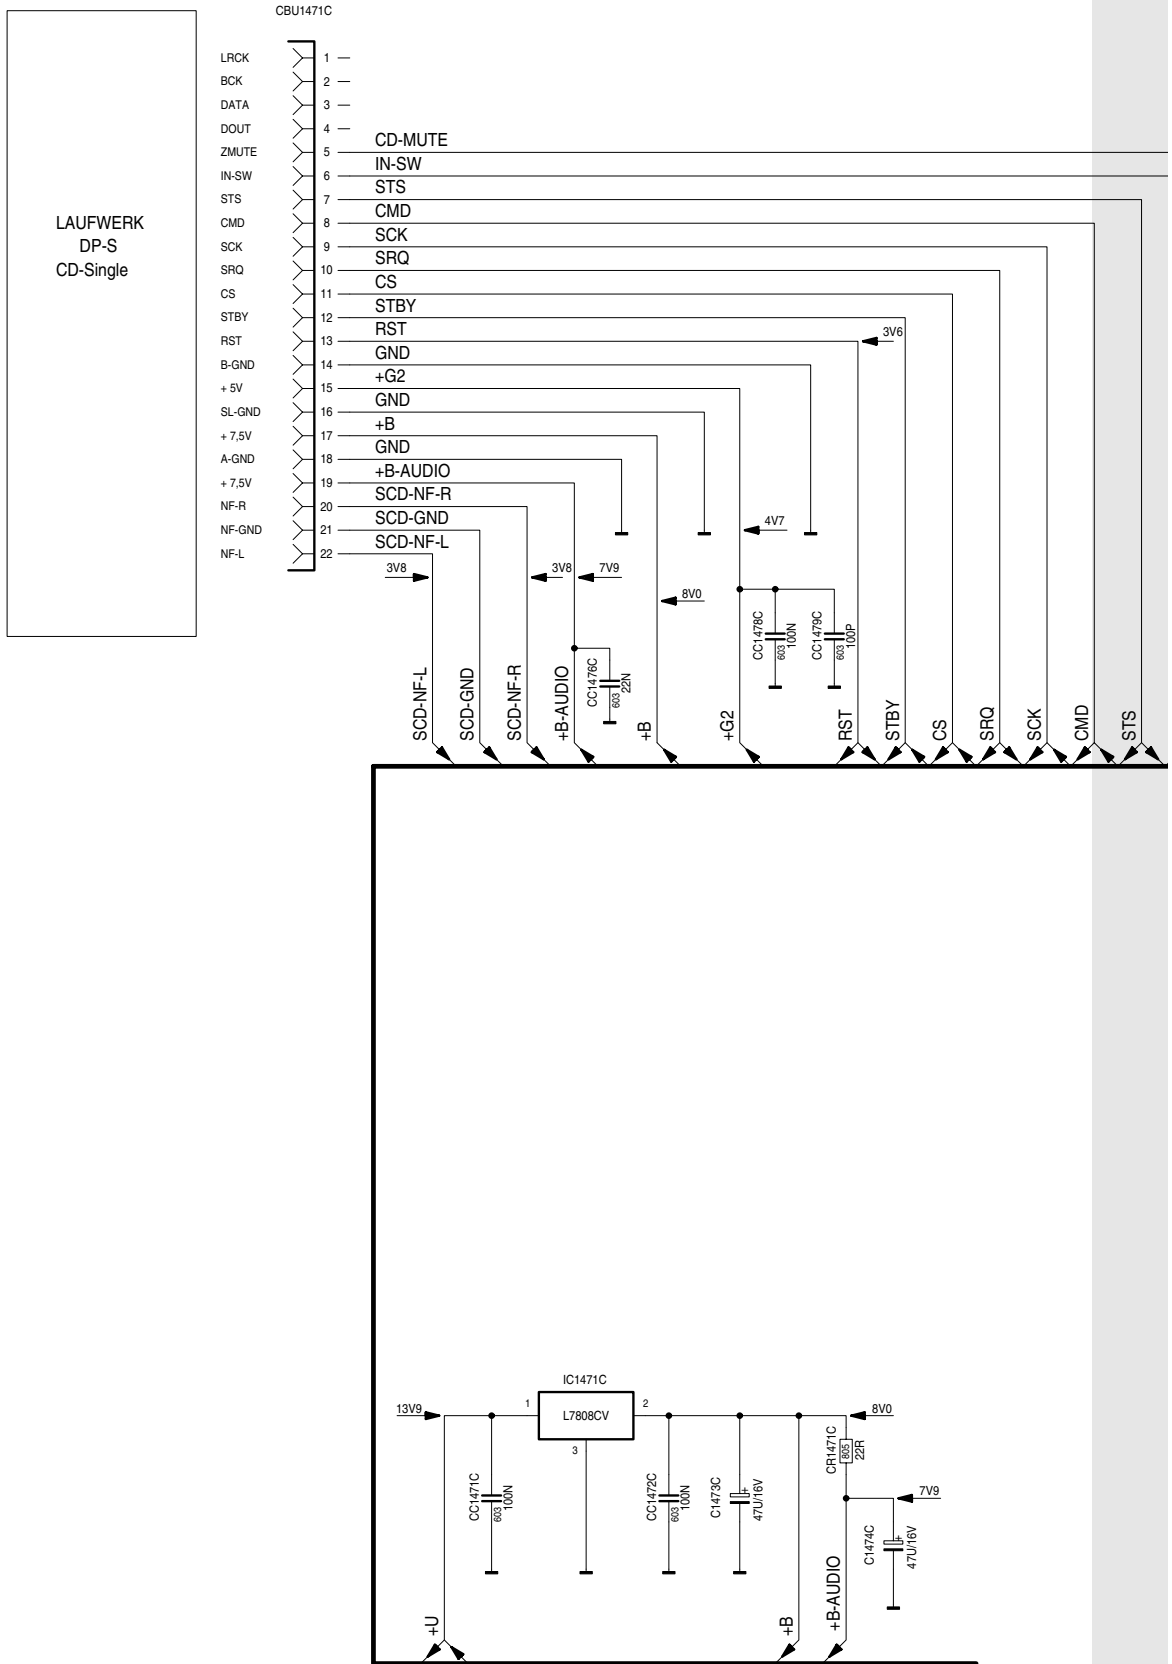 CBU1471C
LAUFWERK
DP-S
CD-Single
LRCK 1
BCK 2
DATA 3
DOUT 4
ZMUTE 5 CD-MUTE
IN-SW 6 IN-SW
STS 7 STS
CMD 8 CMD
SCK 9 SCK
SRQ 10 SRQ
CS 11 CS
STBY 12 STBY
RST 13 RST 3V6
B-GND 14 GND
+ 5V 15 +G2
SL-GND 16 GND
+ 7,5V 17 +B
A-GND 18 GND
+ 7,5V 19 +B-AUDIO
NF-R 20 SCD-NF-R
NF-GND 21 SCD-GND
NF-L 22 SCD-NF-L
4V7
3V8 3V8 7V9
8V0
CC1476C
603
22N
CC1478C
603
100N
CC1479C
603
100P
SCD-NF-L
SCD-GND
SCD-NF-R
+B-AUDIO
+B
+G2
RST
STBY
CS
SRQ
SCK
CMD
STS
IC1471C
13V9 1 L7808CV 2 8V0
3
CC1471C
603
100N
CC1472C
603
100N
C1473C
+
47U/16V
CR1471C
805
22R
7V9
C1474C
+
47U/16V
+U
+B
+B-AUDIO